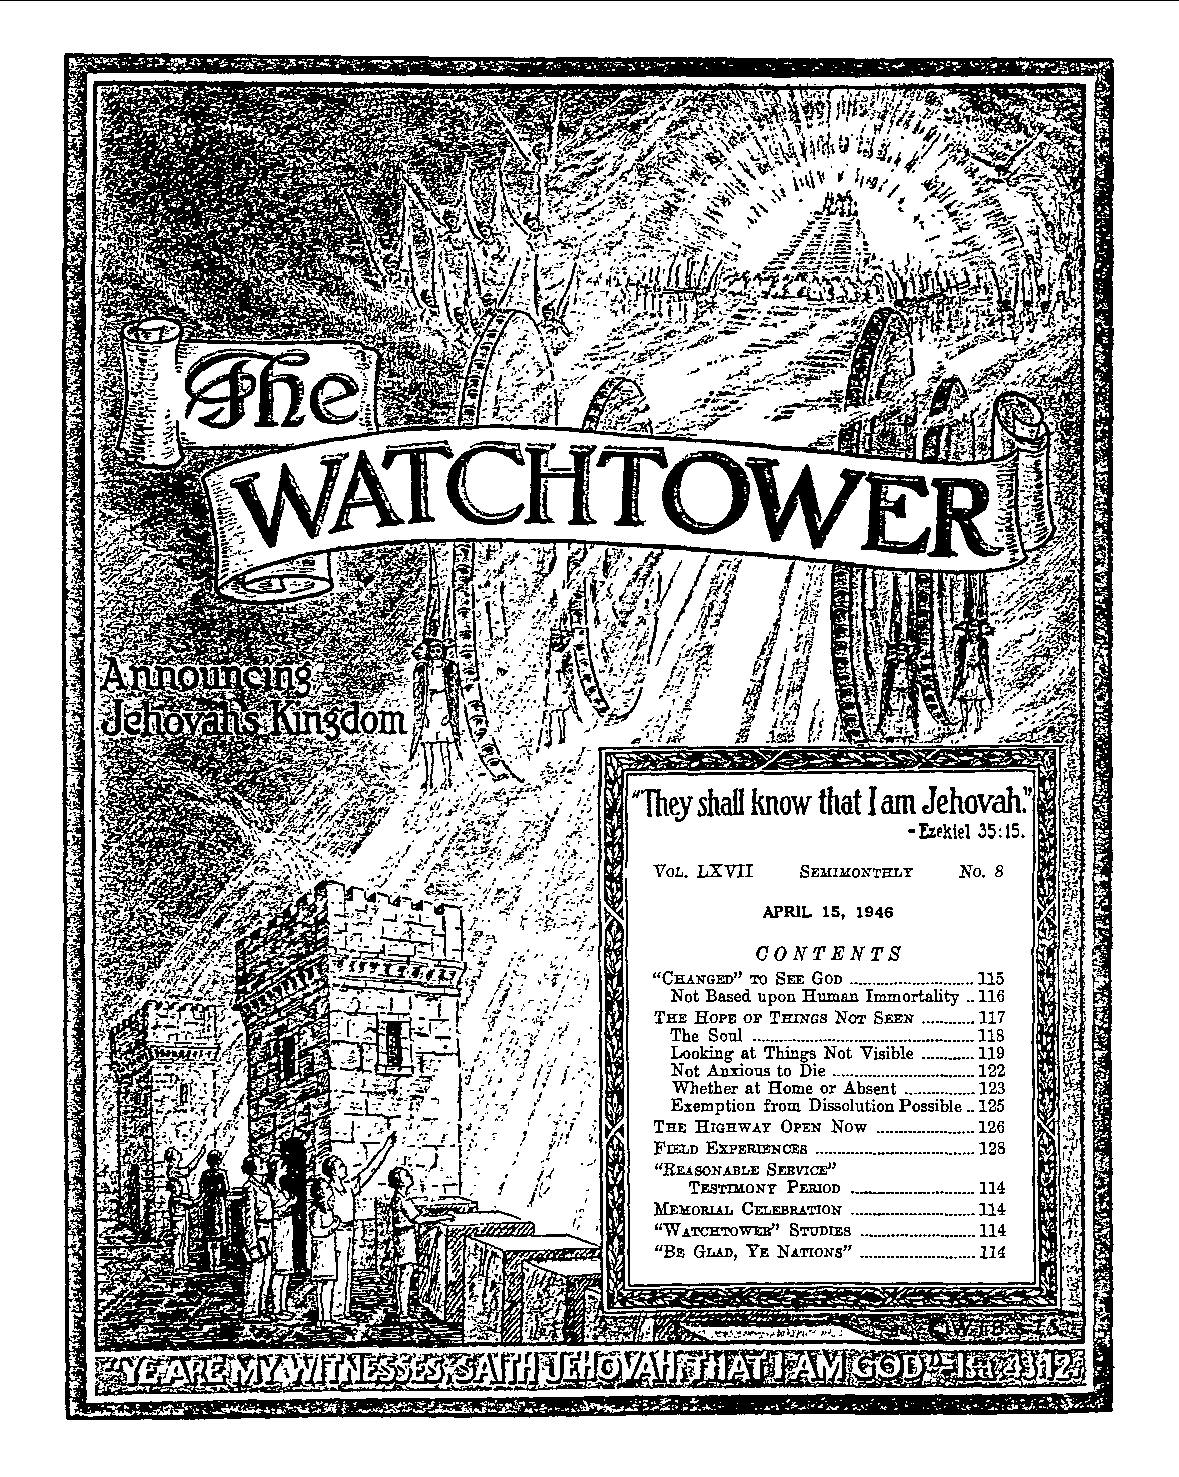 The
WATCHTOWER
Announcing
Jehovah's Kingdom
"They shall know that I am Jehovah."
-Ezekiel 35:15.
VOL. LXVII SEMIMONTHLY No. 8
APRIL 15, 1946
CONTENTS
"CHANGED" TO SEE GOD ........................ 115
Not Based upon Human Immortality .. 116
THE HOPE OF THINGS NOT SEEN ........... 117
The Soul ................................................ 118
Looking at Things Not Visible ........... 119
Not Anxious to Die ............................. 122
Whether at Home or Absent .............. 123
Exemption from Dissolution Possible .. 125
THE HIGHWAY OPEN NOW .................... 126
FIELD EXPERIENCES ................................ 128
"REASONABLE SERVICE"
TESTIMONY PERIOD ......................... 114
MEMORIAL CELEBRATION ......................... 114
"WATCHTOWER" STUDIES ....................... 114
"BE GLAD, YE NATIONS" ....................... 114
"YE ARE MY WITNESSES, SAITH JEHOVAH, THAT I AM GOD."-Isa. 43:12.